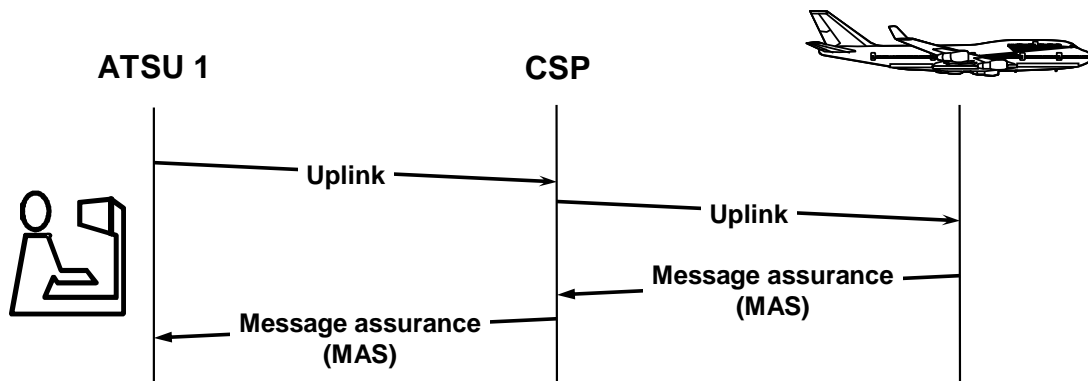 ATSU 1
CSP
Uplink
Uplink
Message assurance
(MAS)
Message assurance
(MAS)